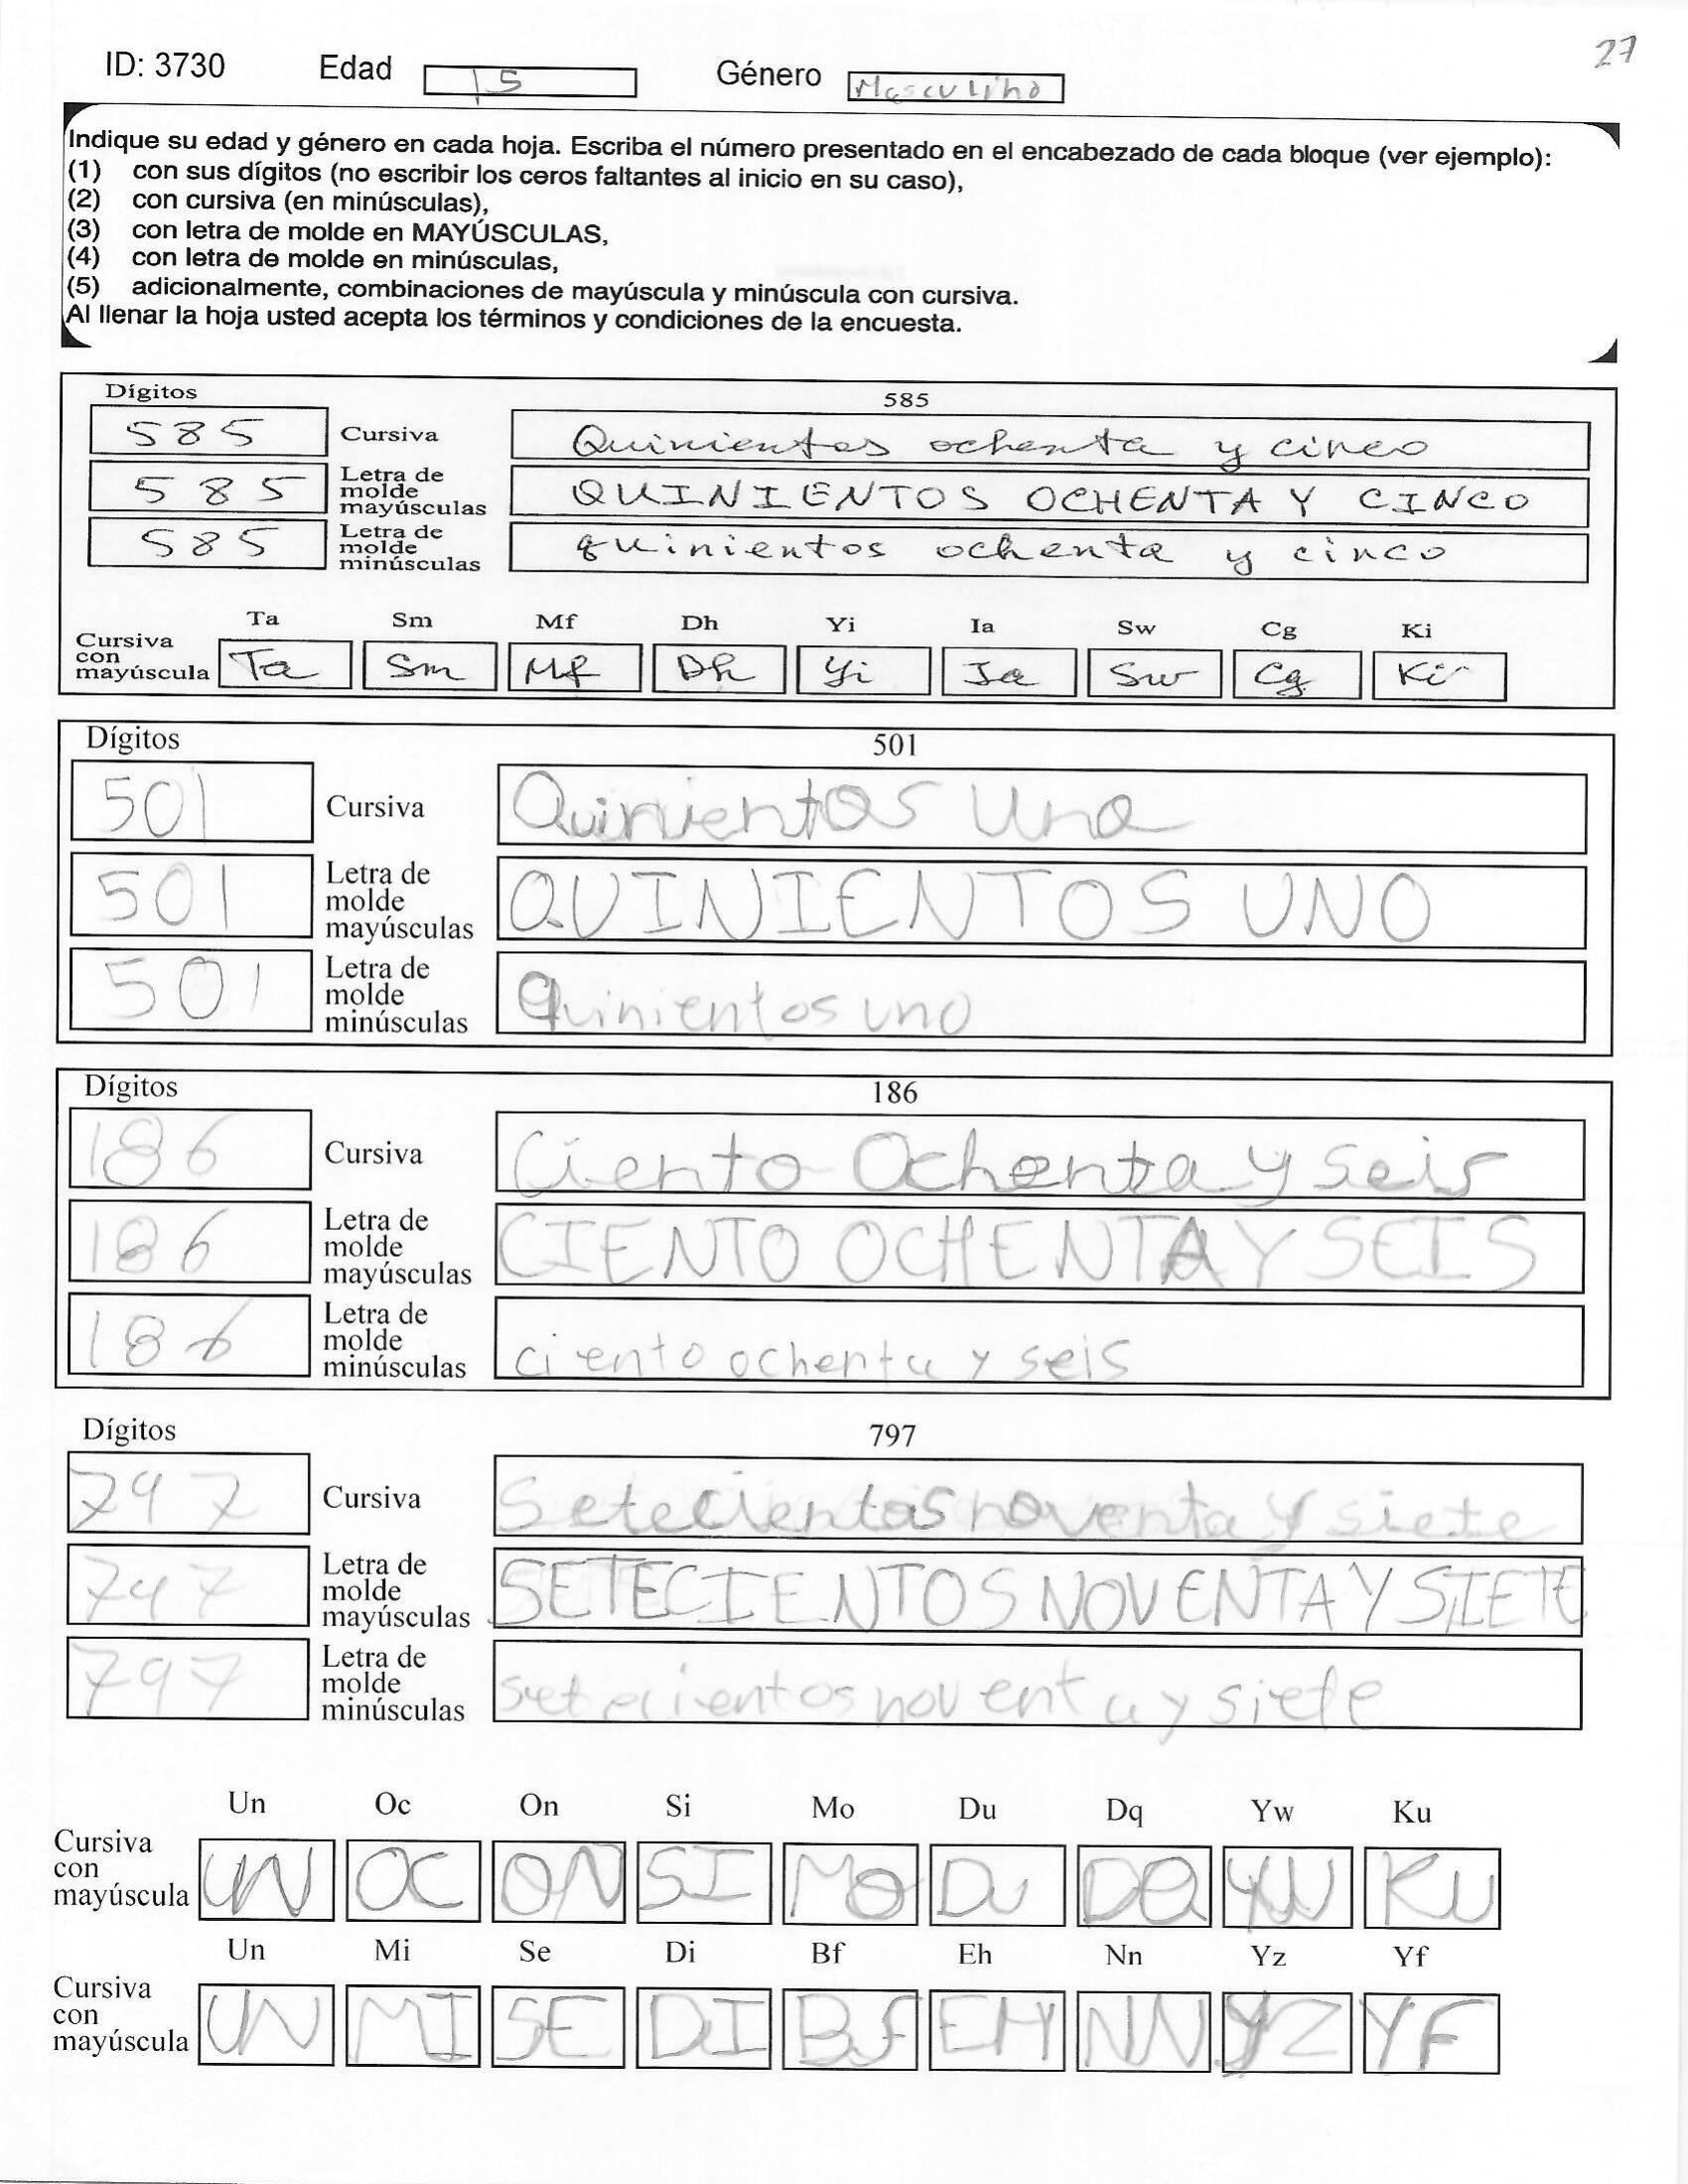 27
ID: 3730 Edad 15 Género Masculino
Indique su edad y género en cada hoja. Escriba el número presentado en el encabezado de cada bloque (ver ejemplo):
(1) con sus dígitos (no escribir los ceros faltantes al inicio en su caso),
(2) con cursiva (en minúsculas),
(3) con letra de molde en MAYÚSCULAS,
(4) con letra de molde en minúsculas,
(5) adicionalmente, combinaciones de mayúscula y minúscula con cursiva.
Al llenar la hoja usted acepta los términos y condiciones de la encuesta.
Dígitos 585
585 Cursiva Quinientos ochenta y cinco
585 Letra de molde mayúsculas QUINIENTOS OCHENTA Y CINCO
585 Letra de molde minúsculas quinientos ochenta y cinco
Ta Sm Mf Dh Yi Ia Sw Cg Ki
Cursiva con mayúscula Ta Sm Mf Dh Yi Ia Sw Cg Ki
Dígitos 501
501 Cursiva Quinientos Uno
501 Letra de molde mayúsculas QUINIENTOS UNO
501 Letra de molde minúsculas quinientos uno
Dígitos 186
186 Cursiva Ciento Ochenta y seis
186 Letra de molde mayúsculas CIENTO OCHENTA Y SEIS
186 Letra de molde minúsculas ciento ochenta y seis
Dígitos 797
797 Cursiva Setecientos noventa y siete
797 Letra de molde mayúsculas SETECIENTOS NOVENTA Y SIETE
797 Letra de molde minúsculas setecientos noventa y siete
Un Oc On Si Mo Du Dq Yw Ku
Cursiva con mayúscula UN OC ON SI MO Du DQ YW KU
Un Mi Se Di Bf Eh Nn Yz Yf
Cursiva con mayúscula UN MI SE DI Bf EH NN YZ YF